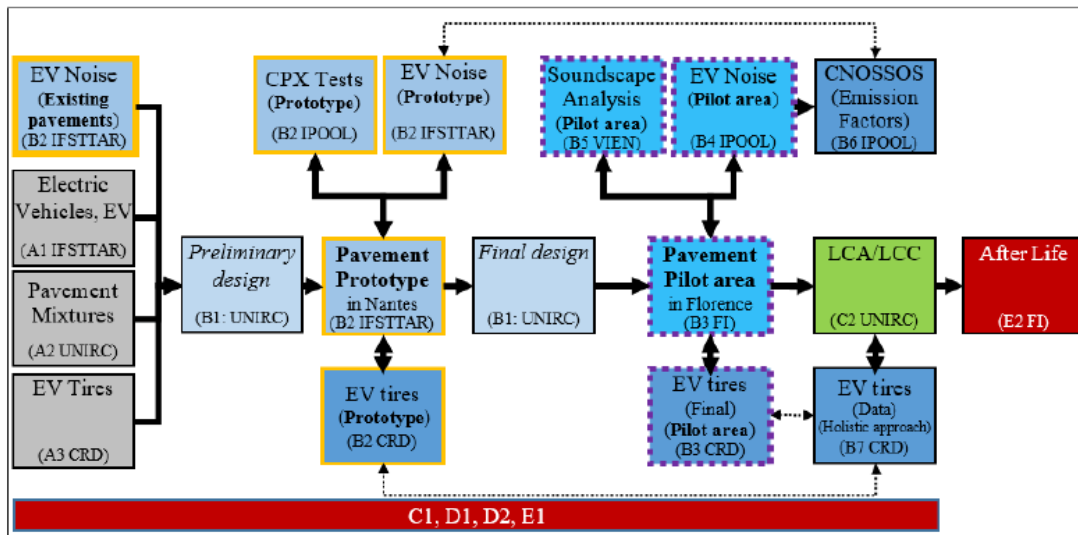 EV Noise
(Existing
pavements)
(B2 IFSTTAR)
Electric
Vehicles, EV
(A1 IFSTTAR)
Pavement
Mixtures
(A2 UNIRC)
EV Tires
(A3 CRD)
Preliminary
design
(B1: UNIRC)
CPX Tests
(Prototype)
(B2 IPOOL)
EV Noise
(Prototype)
(B2 IFSTTAR)
Pavement
Prototype
in Nantes
(B2 IFSTTAR)
EV tires
(Prototype)
(B2 CRD)
Final design
(B1: UNIRC)
Soundscape
Analysis
(Pilot area)
(B5 VIEN)
EV Noise
(Pilot area)
(B4 IPOOL)
CNOSSOS
(Emission
Factors)
(B6 IPOOL)
Pavement
Pilot area
in Florence
(B3 FI)
EV tires
(Final)
(Pilot area)
(B3 CRD)
LCA/LCC
(C2 UNIRC)
EV tires
(Data)
(Holistic approach)
(B7 CRD)
After Life
(E2 FI)
C1, D1, D2, E1